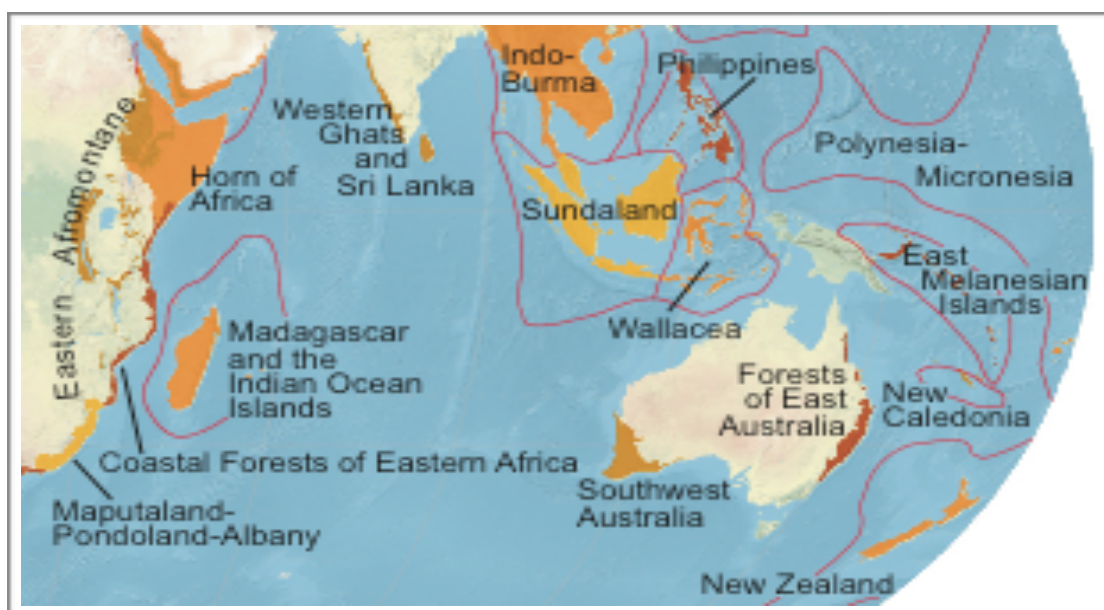 Indo-
Burma
Philippines
Western
Ghats
and
Sri Lanka
Polynesia-
Micronesia
Eastern Afromontane
Horn of
Africa
Sundaland
East
Melanesian
Islands
Wallacea
Madagascar
and the
Indian Ocean
Islands
Forests
of East
Australia
New
Caledonia
Coastal Forests of Eastern Africa
Maputaland-
Pondoland-Albany
Southwest
Australia
New Zealand